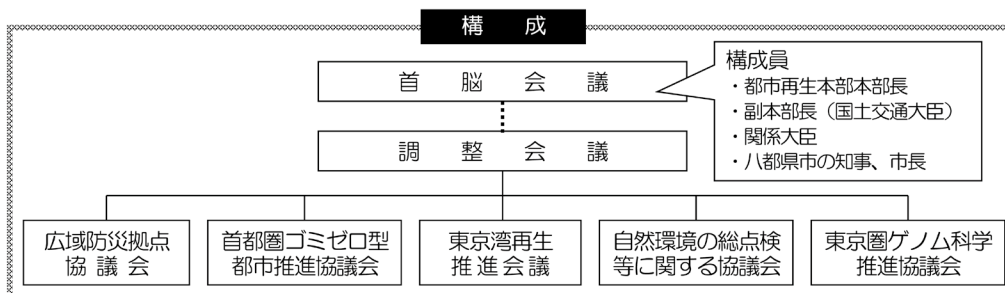 構成
首脳会議
構成員
・都市再生本部本部長
・副本部長（国土交通大臣）
・関係大臣
・八都県市の知事、市長
調整会議
広域防災拠点
協議会
首都圏ゴミゼロ型
都市推進協議会
東京湾再生
推進会議
自然環境の総点検
等に関する協議会
東京圏ゲノム科学
推進協議会